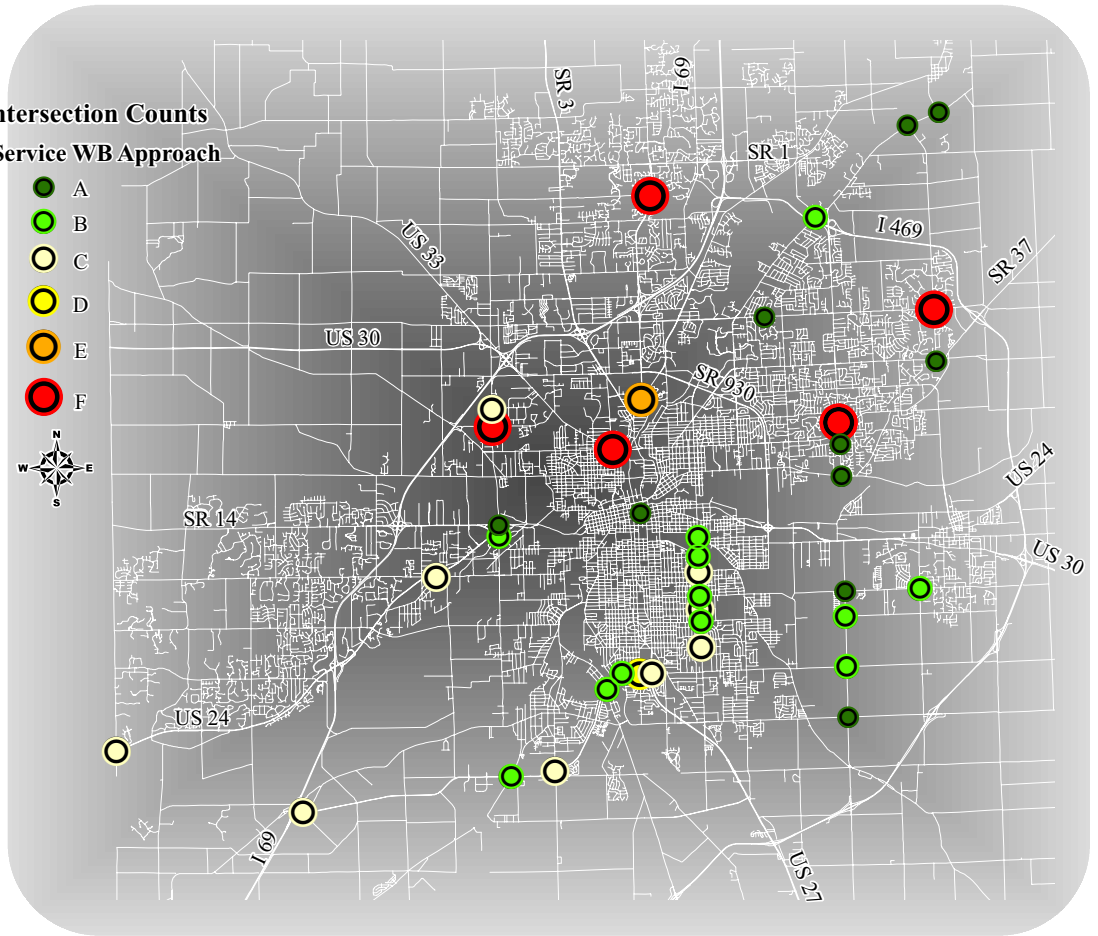 ntersection Counts
Service WB Approach
A
B
C
D
E
F
N
W
E
S
SR 3
I 69
SR 1
US 33
I 469
SR 37
US 30
SR 930
US 24
SR 14
US 30
US 24
I 69
US 27